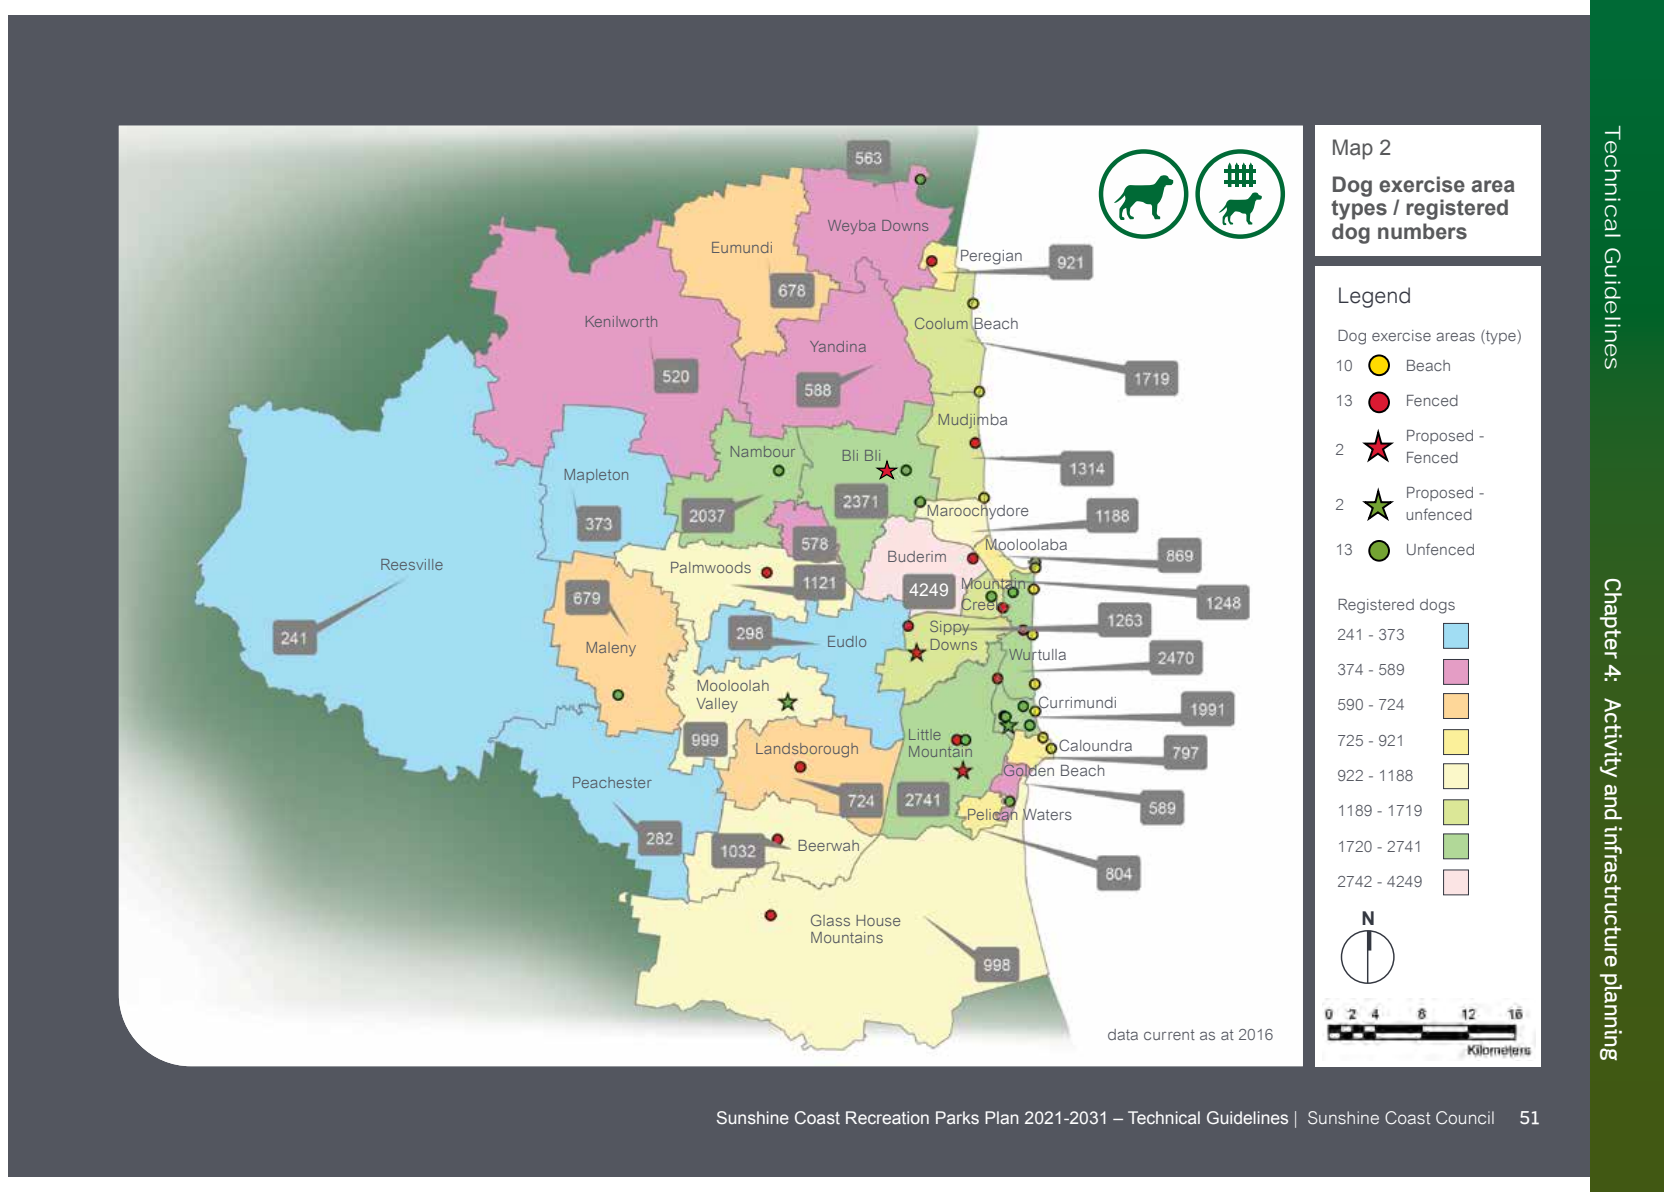 Map 2
Dog exercise area
types / registered
dog numbers
Legend
Dog exercise areas (type)
10 Beach
13 Fenced
2 Proposed -
Fenced
2 Proposed -
unfenced
13 Unfenced
Registered dogs
241 - 373
374 - 589
590 - 724
725 - 921
922 - 1188
1189 - 1719
1720 - 2741
2742 - 4249
N
0 2 4 8 12 16
Kilometers
563
Weyba Downs
Eumundi
678
Peregian
921
Kenilworth
520
Coolum Beach
1719
Yandina
588
Mudjimba
1314
Nambour
2037
Bli Bli
2371
Mapleton
373
Maroochydore
1188
578
Buderim
4249
Mooloolaba
869
Reesville
241
Palmwoods
1121
Mountain
Creek
1248
679
Maleny
298
Eudlo
Sippy
Downs
1263
Wurtulla
2470
Mooloolah
Valley
999
Currimundi
1991
Landsborough
724
Little
Mountain
2741
Caloundra
797
Golden Beach
589
Peachester
282
Pelican Waters
804
1032
Beerwah
Glass House
Mountains
998
data current as at 2016
Sunshine Coast Recreation Parks Plan 2021-2031 – Technical Guidelines | Sunshine Coast Council 51
Technical Guidelines
Chapter 4: Activity and infrastructure planning